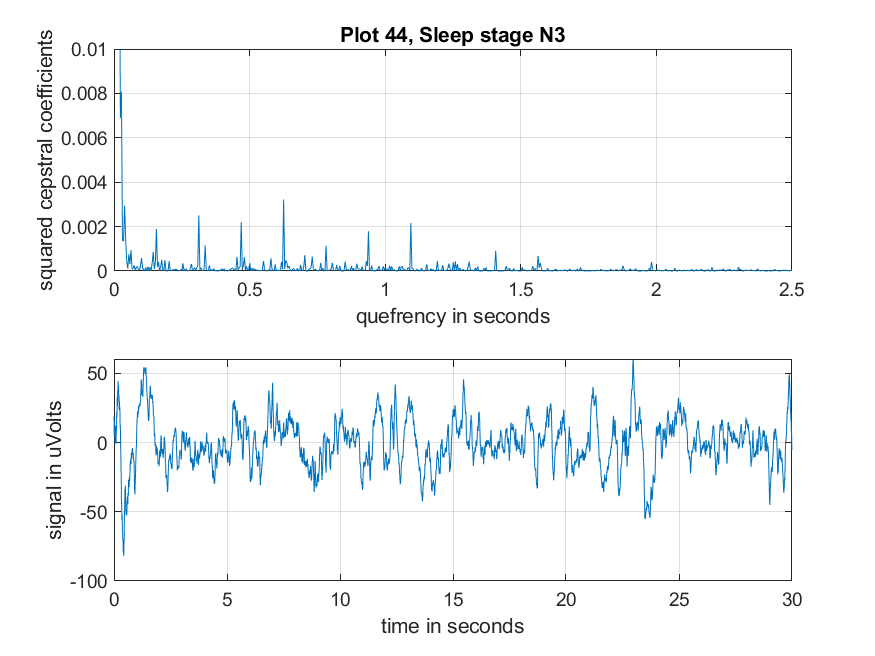 Plot 44, Sleep stage N3
squared cepstral coefficients
0.01
0.008
0.006
0.004
0.002
0
0 0.5 1 1.5 2 2.5
quefrency in seconds
signal in uVolts
50
0
-50
-100
0 5 10 15 20 25 30
time in seconds